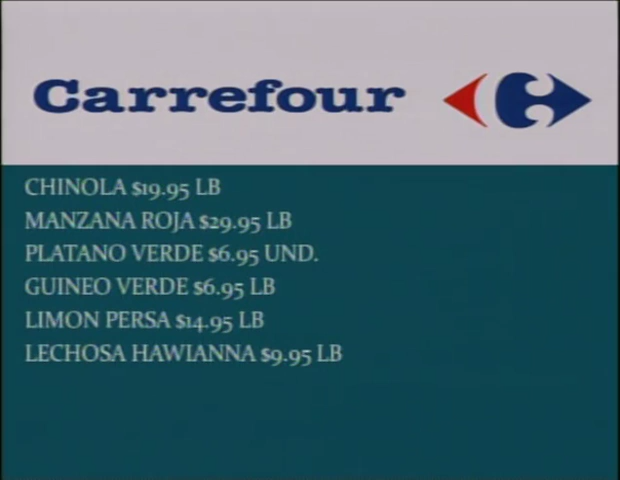 Carrefour
CHINOLA $19.95 LB
MANZANA ROJA $29.95 LB
PLATANO VERDE $6.95 UND.
GUINEO VERDE $6.95 LB
LIMON PERSA $14.95 LB
LECHOSA HAWIANNA $9.95 LB